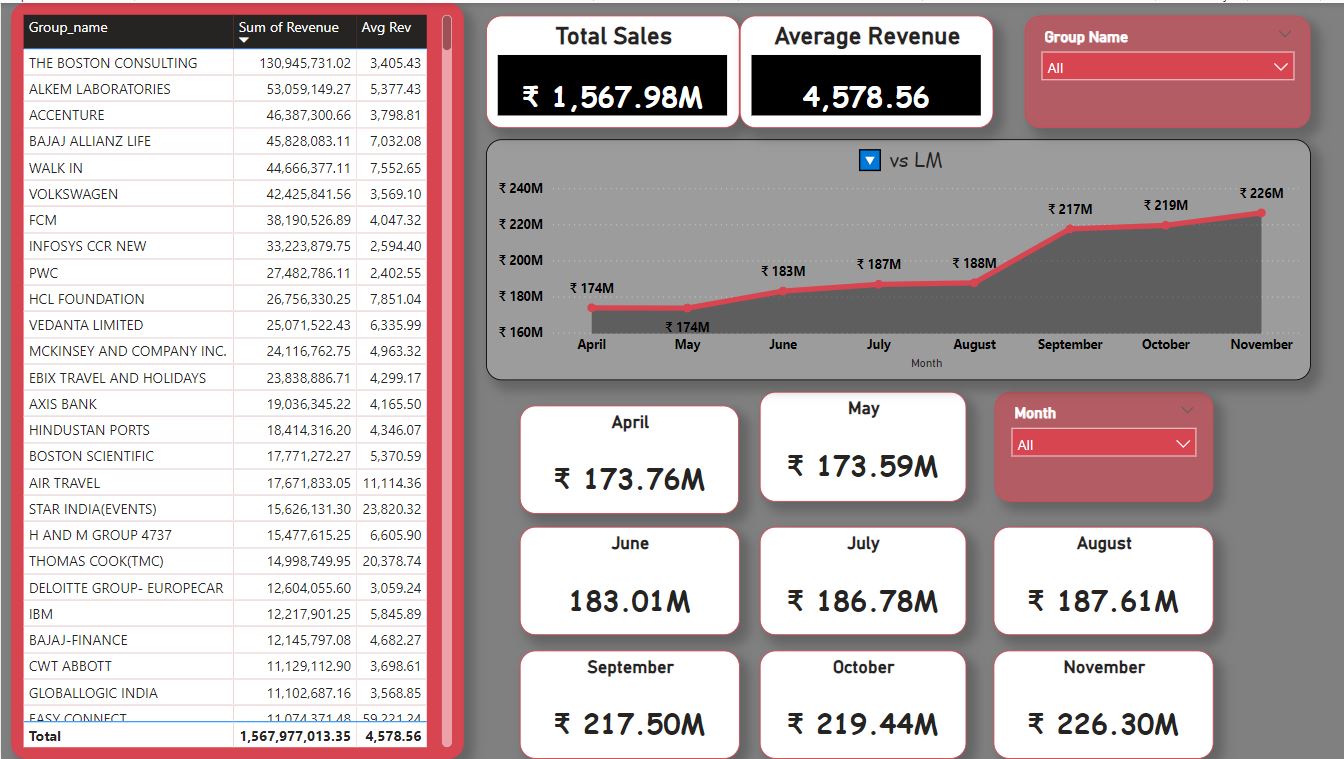 Group_name Sum of Revenue Avg Rev
THE BOSTON CONSULTING 130,945,731.02 3,405.43
ALKEM LABORATORIES 53,059,149.27 5,377.43
ACCENTURE 46,387,300.66 3,798.81
BAJAJ ALLIANZ LIFE 45,828,083.11 7,032.08
WALK IN 44,666,377.11 7,552.65
VOLKSWAGEN 42,425,841.56 3,569.10
FCM 38,190,526.89 4,047.32
INFOSYS CCR NEW 33,223,879.75 2,594.40
PWC 27,482,786.11 2,402.55
HCL FOUNDATION 26,756,330.25 7,851.04
VEDANTA LIMITED 25,071,522.43 6,335.99
MCKINSEY AND COMPANY INC. 24,116,762.75 4,963.32
EBIX TRAVEL AND HOLIDAYS 23,838,886.71 4,299.17
AXIS BANK 19,036,345.22 4,165.50
HINDUSTAN PORTS 18,414,316.20 4,346.07
BOSTON SCIENTIFIC 17,771,272.27 5,370.59
AIR TRAVEL 17,671,833.05 11,114.36
STAR INDIA(EVENTS) 15,626,131.30 23,820.32
H AND M GROUP 4737 15,477,615.25 6,605.90
THOMAS COOK(TMC) 14,998,749.95 20,378.74
DELOITTE GROUP- EUROPECAR 12,604,055.60 3,059.24
IBM 12,217,901.25 5,845.89
BAJAJ-FINANCE 12,145,797.08 4,682.27
CWT ABBOTT 11,129,112.90 3,698.61
GLOBALLOGIC INDIA 11,102,687.16 3,568.85
EASY CONNECT 11,074,371.48 59,221.24
Total 1,567,977,013.35 4,578.56
Total Sales
₹ 1,567.98M
Average Revenue
4,578.56
Group Name
All
vs LM
₹ 240M
₹ 220M
₹ 200M
₹ 180M
₹ 160M
₹ 174M
₹ 174M
₹ 183M
₹ 187M
₹ 188M
₹ 217M
₹ 219M
₹ 226M
April May June July August September October November
Month
April
₹ 173.76M
May
₹ 173.59M
Month
All
June
183.01M
July
₹ 186.78M
August
₹ 187.61M
September
₹ 217.50M
October
₹ 219.44M
November
₹ 226.30M